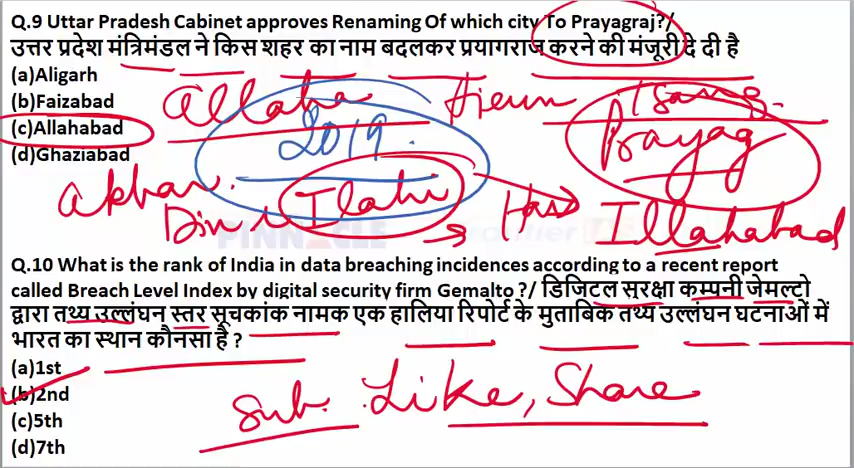 Q.9 Uttar Pradesh Cabinet approves Renaming Of which city To Prayagraj?/
उत्तर प्रदेश मंत्रिमंडल ने किस शहर का नाम बदलकर प्रयागराज करने की मंजूरी दे दी है
(a)Aligarh
(b)Faizabad
(c)Allahabad
(d)Ghaziabad
Allaha Hieun Tsang
2019. Prayag
Akbar.
Din Ilahi Has Illahabad
PINNACLE
Q.10 What is the rank of India in data breaching incidences according to a recent report
called Breach Level Index by digital security firm Gemalto ?/ डिजिटल सुरक्षा कम्पनी जेमल्टो
द्वारा तथ्य उल्लंघन स्तर सूचकांक नामक एक हालिया रिपोर्ट के मुताबिक तथ्य उल्लंघन घटनाओं में
भारत का स्थान कौनसा है ?
(a)1st
(b)2nd
(c)5th
(d)7th
Sub. Like, Share